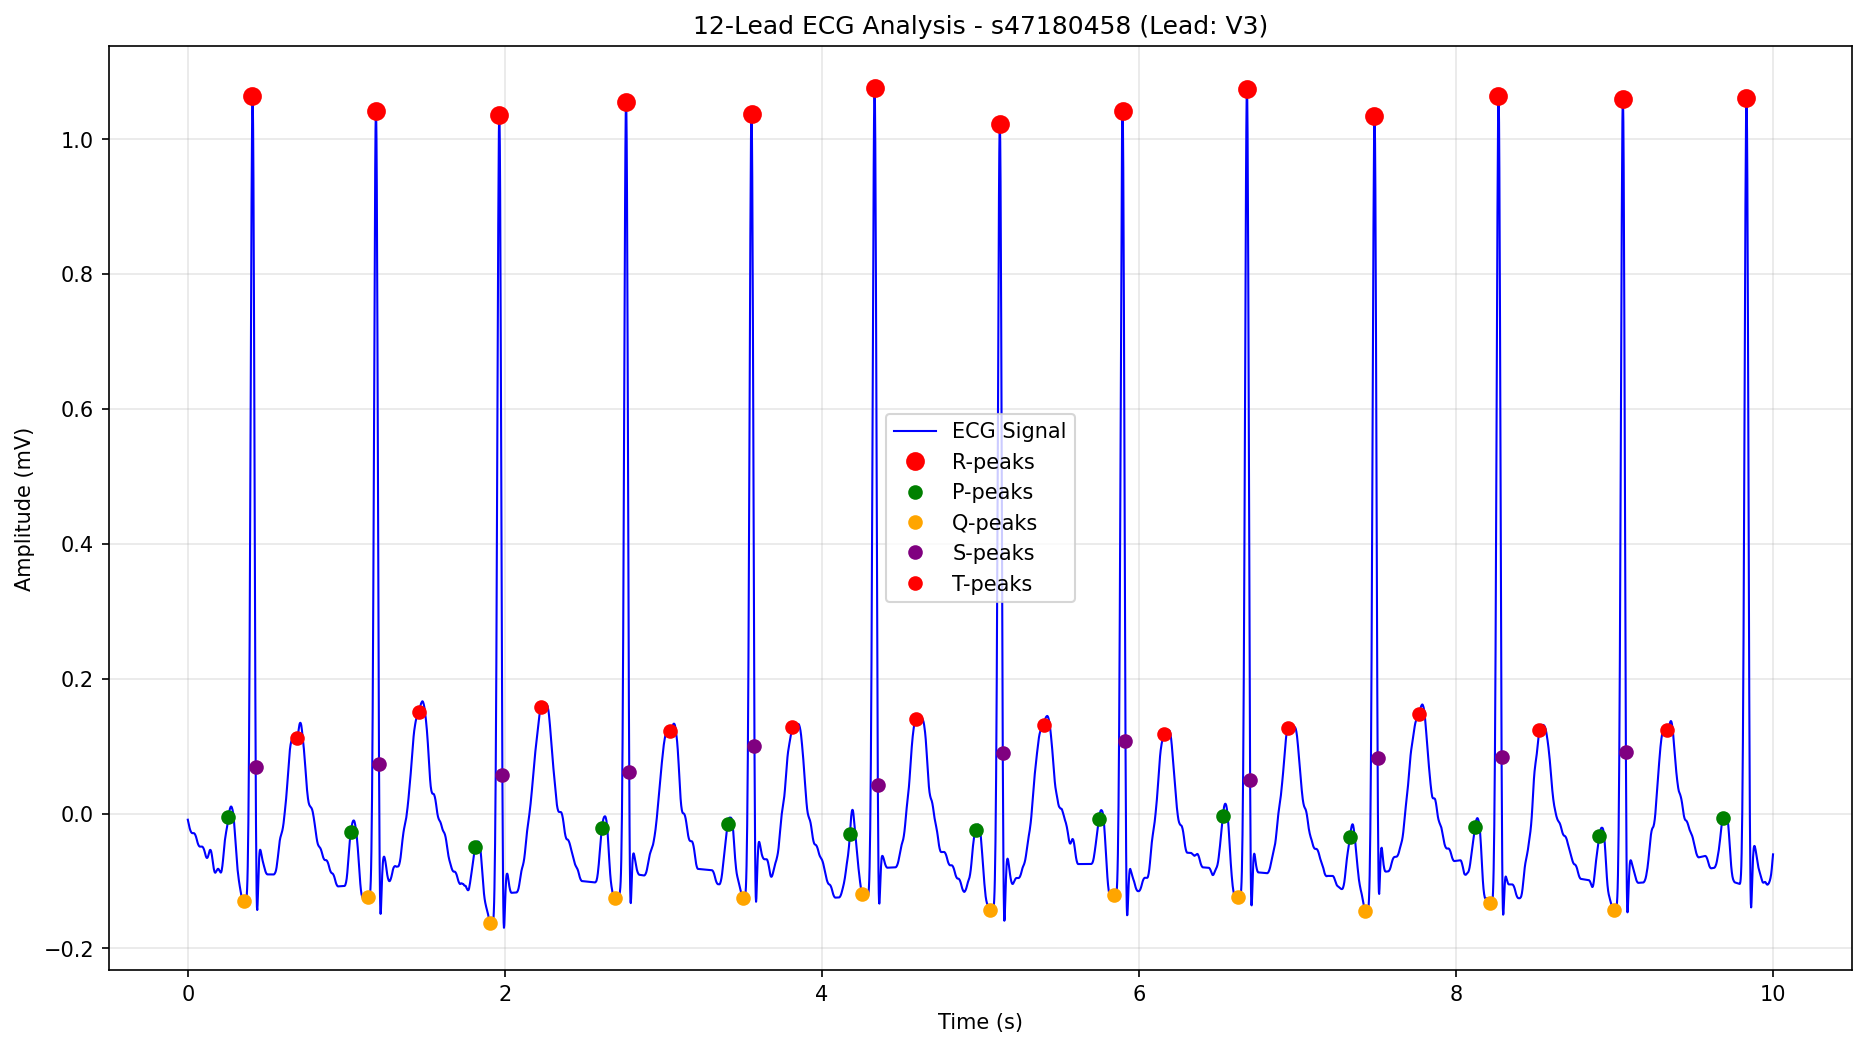 12-Lead ECG Analysis - s47180458 (Lead: V3)
Amplitude (mV)
1.0
0.8
0.6
0.4
0.2
0.0
−0.2
ECG Signal
R-peaks
P-peaks
Q-peaks
S-peaks
T-peaks
0 2 4 6 8 10
Time (s)